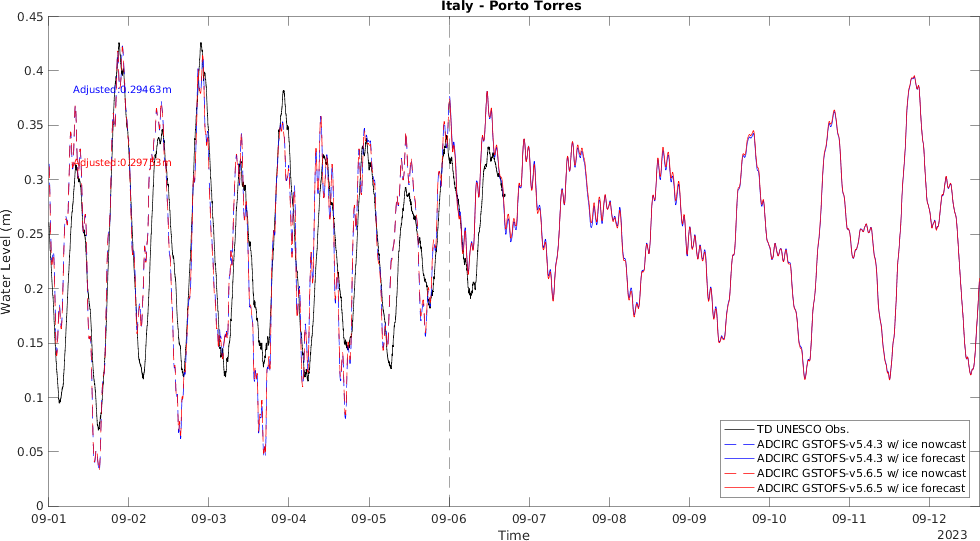 Italy - Porto Torres
Water Level (m)
0.45
0.4
0.35
0.3
0.25
0.2
0.15
0.1
0.05
0
Adjusted:0.29463m
TD UNESCO Obs.
ADCIRC GSTOFS-v5.4.3 w/ ice nowcast
ADCIRC GSTOFS-v5.4.3 w/ ice forecast
ADCIRC GSTOFS-v5.6.5 w/ ice nowcast
ADCIRC GSTOFS-v5.6.5 w/ ice forecast
09-01 09-02 09-03 09-04 09-05 09-06 09-07 09-08 09-09 09-10 09-11 09-12
Time
2023